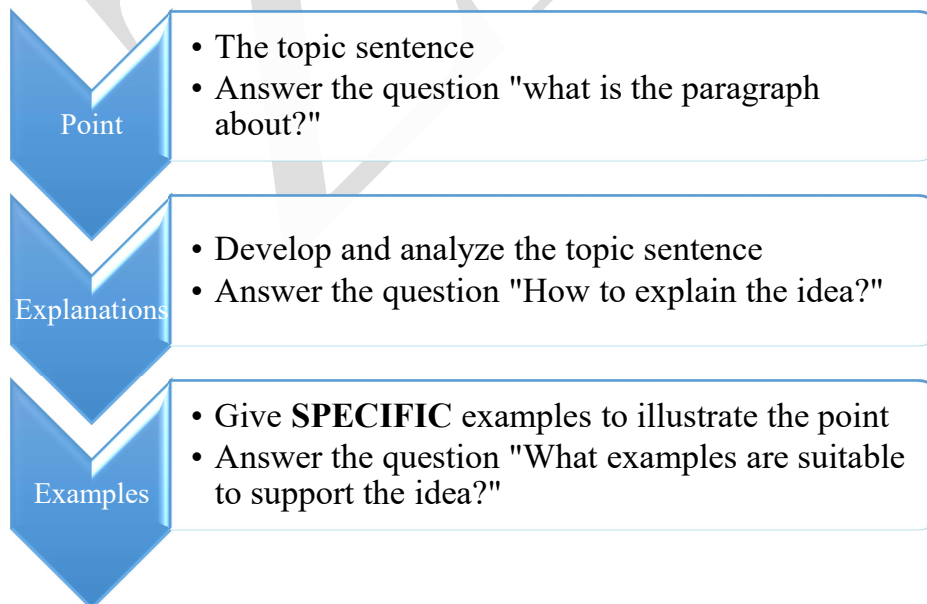 Point
• The topic sentence
• Answer the question "what is the paragraph
about?"
Explanations
• Develop and analyze the topic sentence
• Answer the question "How to explain the idea?"
Examples
• Give SPECIFIC examples to illustrate the point
• Answer the question "What examples are suitable
to support the idea?"